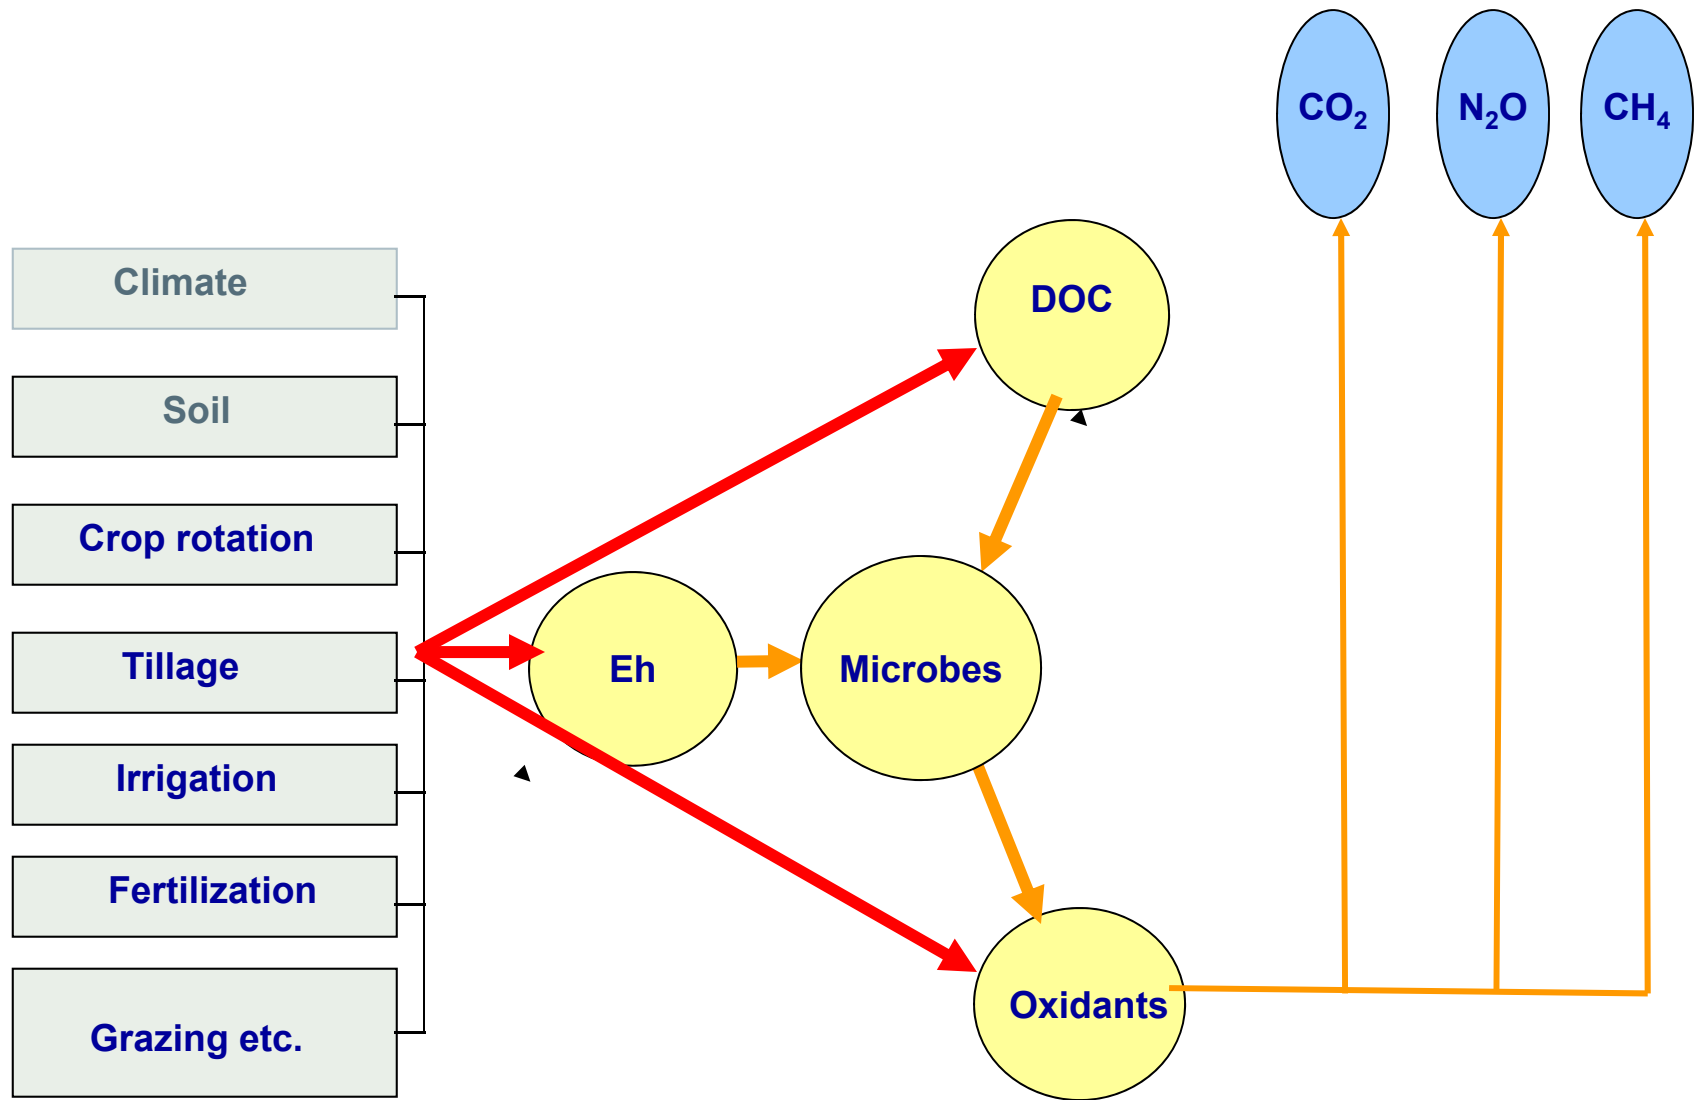 CO₂
N₂O
CH₄
Climate
DOC
Soil
Crop rotation
Tillage
Eh
Microbes
Irrigation
Fertilization
Oxidants
Grazing etc.